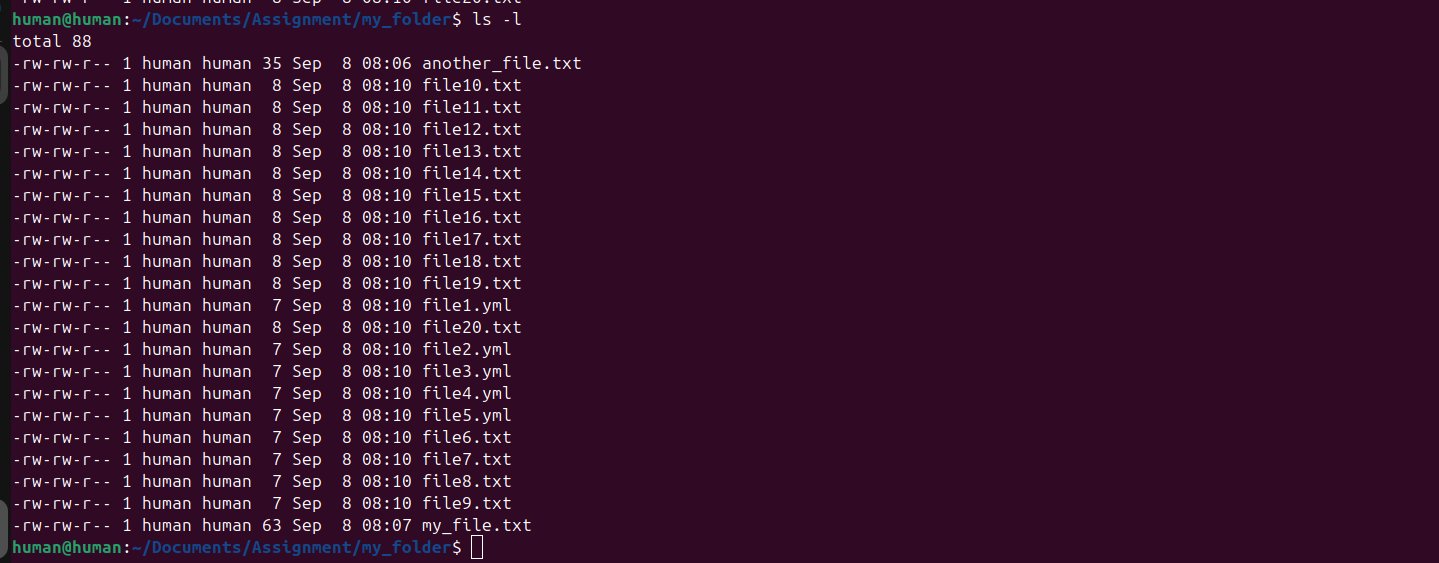 human@human:~/Documents/Assignment/my_folder$ ls -l
total 88
-rw-rw-r-- 1 human human 35 Sep  8 08:06 another_file.txt
-rw-rw-r-- 1 human human  8 Sep  8 08:10 file10.txt
-rw-rw-r-- 1 human human  8 Sep  8 08:10 file11.txt
-rw-rw-r-- 1 human human  8 Sep  8 08:10 file12.txt
-rw-rw-r-- 1 human human  8 Sep  8 08:10 file13.txt
-rw-rw-r-- 1 human human  8 Sep  8 08:10 file14.txt
-rw-rw-r-- 1 human human  8 Sep  8 08:10 file15.txt
-rw-rw-r-- 1 human human  8 Sep  8 08:10 file16.txt
-rw-rw-r-- 1 human human  8 Sep  8 08:10 file17.txt
-rw-rw-r-- 1 human human  8 Sep  8 08:10 file18.txt
-rw-rw-r-- 1 human human  8 Sep  8 08:10 file19.txt
-rw-rw-r-- 1 human human  7 Sep  8 08:10 file1.yml
-rw-rw-r-- 1 human human  8 Sep  8 08:10 file20.txt
-rw-rw-r-- 1 human human  7 Sep  8 08:10 file2.yml
-rw-rw-r-- 1 human human  7 Sep  8 08:10 file3.yml
-rw-rw-r-- 1 human human  7 Sep  8 08:10 file4.yml
-rw-rw-r-- 1 human human  7 Sep  8 08:10 file5.yml
-rw-rw-r-- 1 human human  7 Sep  8 08:10 file6.txt
-rw-rw-r-- 1 human human  7 Sep  8 08:10 file7.txt
-rw-rw-r-- 1 human human  7 Sep  8 08:10 file8.txt
-rw-rw-r-- 1 human human  7 Sep  8 08:10 file9.txt
-rw-rw-r-- 1 human human 63 Sep  8 08:07 my_file.txt
human@human:~/Documents/Assignment/my_folder$